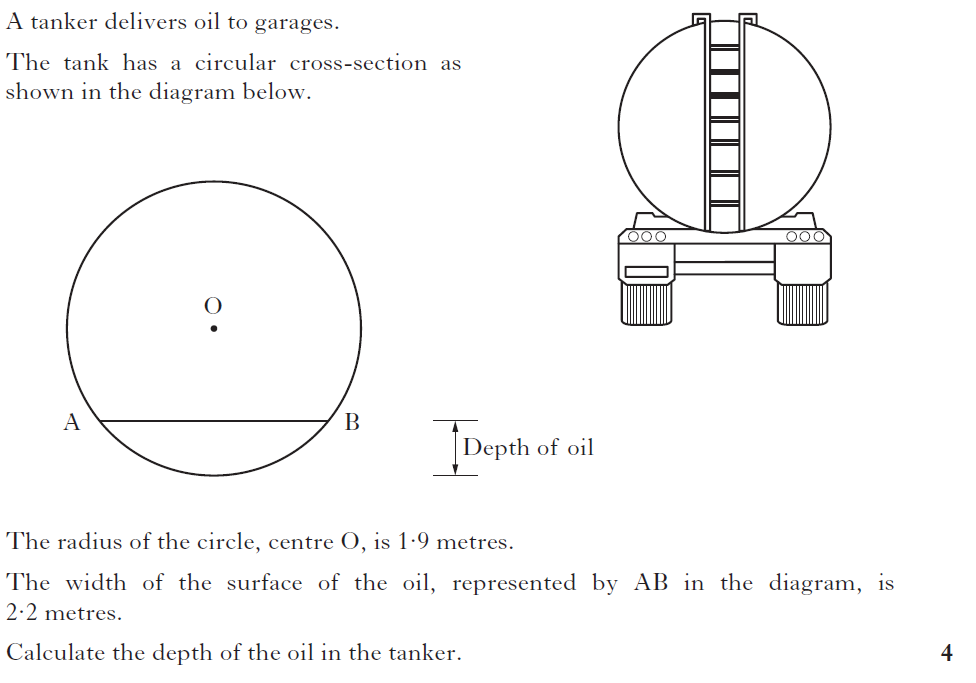 A tanker delivers oil to garages.
The tank has a circular cross-section as
shown in the diagram below.
O
A
B
Depth of oil
The radius of the circle, centre O, is 1·9 metres.
The width of the surface of the oil, represented by AB in the diagram, is
2·2 metres.
Calculate the depth of the oil in the tanker.
4